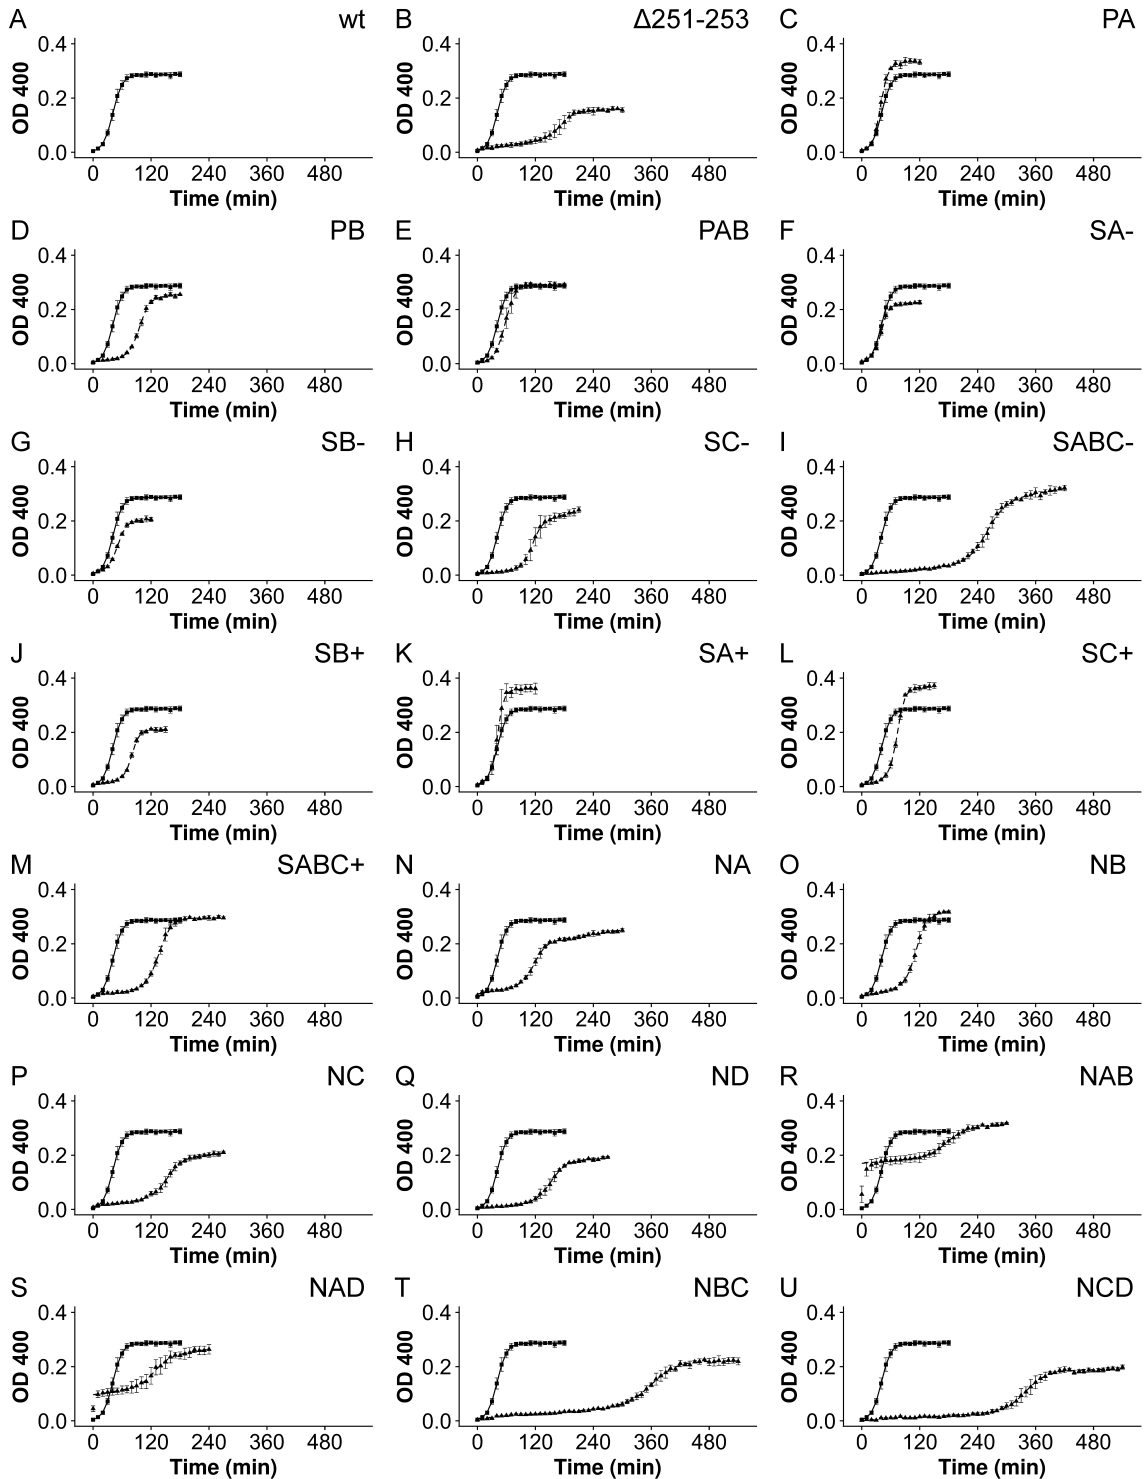 A wt B Δ251-253 C PA
0.4 0.4 0.4
OD 400 OD 400 OD 400
0.2 0.2 0.2
0.0 0.0 0.0
0 120 240 360 480 0 120 240 360 480 0 120 240 360 480
Time (min) Time (min) Time (min)
D PB E PAB F SA-
0.4 0.4 0.4
OD 400 OD 400 OD 400
0.2 0.2 0.2
0.0 0.0 0.0
0 120 240 360 480 0 120 240 360 480 0 120 240 360 480
Time (min) Time (min) Time (min)
G SB- H SC- I SABC-
0.4 0.4 0.4
OD 400 OD 400 OD 400
0.2 0.2 0.2
0.0 0.0 0.0
0 120 240 360 480 0 120 240 360 480 0 120 240 360 480
Time (min) Time (min) Time (min)
J SB+ K SA+ L SC+
0.4 0.4 0.4
OD 400 OD 400 OD 400
0.2 0.2 0.2
0.0 0.0 0.0
0 120 240 360 480 0 120 240 360 480 0 120 240 360 480
Time (min) Time (min) Time (min)
M SABC+ N NA O NB
0.4 0.4 0.4
OD 400 OD 400 OD 400
0.2 0.2 0.2
0.0 0.0 0.0
0 120 240 360 480 0 120 240 360 480 0 120 240 360 480
Time (min) Time (min) Time (min)
P NC Q ND R NAB
0.4 0.4 0.4
OD 400 OD 400 OD 400
0.2 0.2 0.2
0.0 0.0 0.0
0 120 240 360 480 0 120 240 360 480 0 120 240 360 480
Time (min) Time (min) Time (min)
S NAD T NBC U NCD
0.4 0.4 0.4
OD 400 OD 400 OD 400
0.2 0.2 0.2
0.0 0.0 0.0
0 120 240 360 480 0 120 240 360 480 0 120 240 360 480
Time (min) Time (min) Time (min)